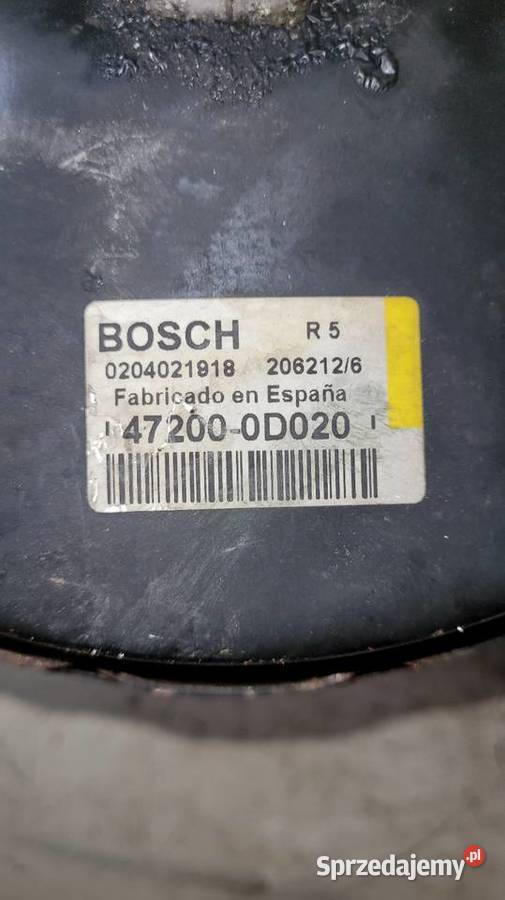 BOSCH R 5
0204021918 206212/6
Fabricado en España
47200-0D020
Sprzedajemy.pl